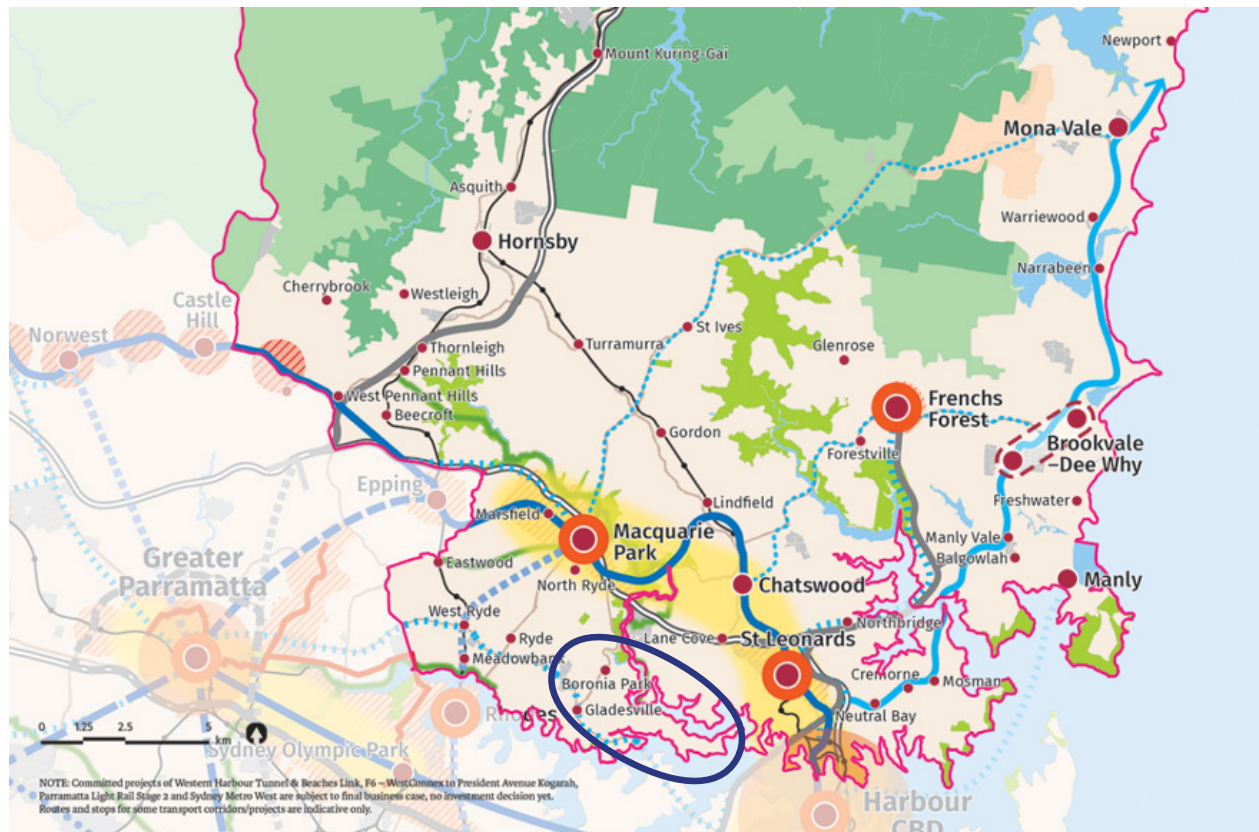 Newport
Mount Kuring-Gai
Mona Vale
Asquith
Warriewood
Hornsby
Narrabeen
Cherrybrook
Westleigh
Castle
Hill
Norwest
St Ives
Thornleigh
Turramurra
Glenrose
Pennant Hills
West Pennant Hills
Beecroft
Frenchs
Forest
Gordon
Forestville
Brookvale
–Dee Why
Epping
Lindfield
Freshwater
Marsfield
Macquarie
Park
Manly Vale
Balgowlah
Greater
Parramatta
Eastwood
North Ryde
Chatswood
Manly
West Ryde
Northbridge
Ryde
Lane Cove
St Leonards
Meadowbank
Boronia Park
Cremorne
Mosman
Gladesville
Neutral Bay
Rhodes
0 1.25 2.5 5
km
Sydney Olympic Park
NOTE: Committed projects of Western Harbour Tunnel & Beaches Link, F6 – WestConnex to President Avenue Kogarah,
Parramatta Light Rail Stage 2 and Sydney Metro West are subject to final business case, no investment decision yet.
Routes and stops for some transport corridors/projects are indicative only.
Harbour
CBD